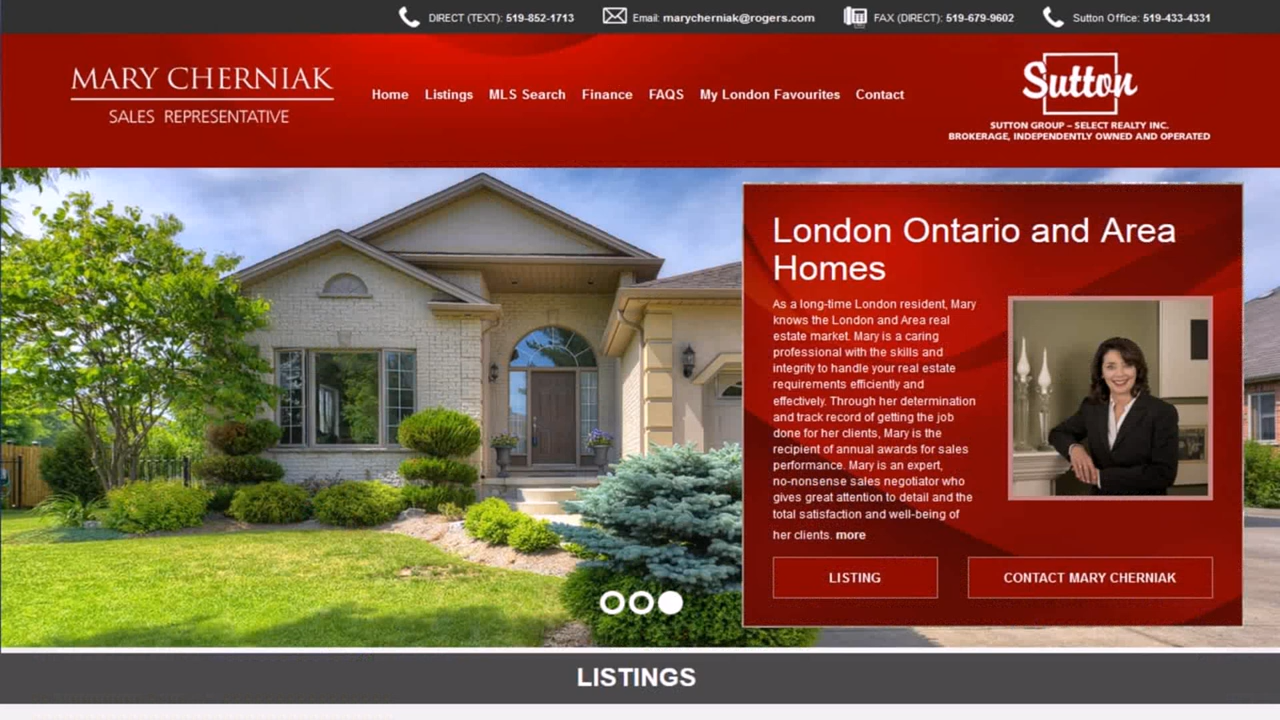 DIRECT (TEXT): 519-852-1713
Email: marycherniak@rogers.com
FAX (DIRECT): 519-679-9602
Sutton Office: 519-433-4331
MARY CHERNIAK
SALES REPRESENTATIVE
Home Listings MLS Search Finance FAQS My London Favourites Contact
Sutton
SUTTON GROUP – SELECT REALTY INC.
BROKERAGE, INDEPENDENTLY OWNED AND OPERATED
London Ontario and Area
Homes
As a long-time London resident, Mary
knows the London and Area real
estate market. Mary is a caring
professional with the skills and
integrity to handle your real estate
requirements efficiently and
effectively. Through her determination
and track record of getting the job
done for her clients, Mary is the
recipient of annual awards for sales
performance. Mary is an expert,
no-nonsense sales negotiator who
gives great attention to detail and the
total satisfaction and well-being of
her clients. more
LISTING
CONTACT MARY CHERNIAK
LISTINGS